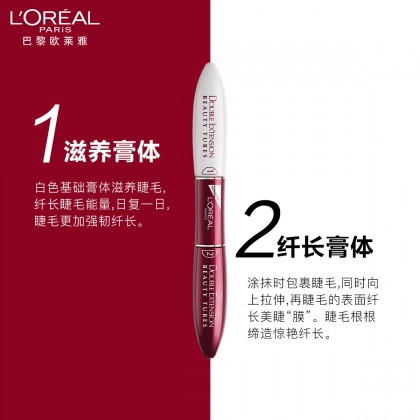 L'ORÉAL
PARIS
巴黎欧莱雅
1滋养膏体
白色基础膏体滋养睫毛,
纤长睫毛能量,日复一日,
睫毛更加强韧纤长。
DOUBLE EXTENSION
BEAUTY TUBES
1
L'ORÉAL
2
DOUBLE EXTENSION
BEAUTY TUBES
2纤长膏体
涂抹时包裹睫毛,同时向
上拉伸,再睫毛的表面纤
长美睫“膜”。睫毛根根
缔造惊艳纤长。